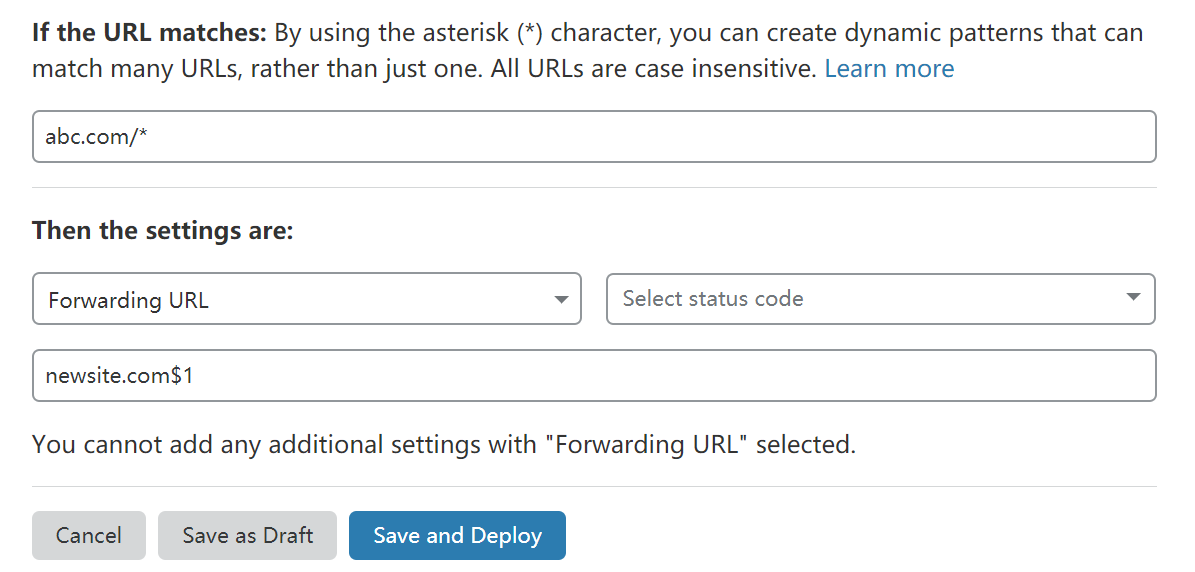 If the URL matches: By using the asterisk (*) character, you can create dynamic patterns that can
match many URLs, rather than just one. All URLs are case insensitive. Learn more
abc.com/*
Then the settings are:
Forwarding URL
Select status code
newsite.com$1
You cannot add any additional settings with "Forwarding URL" selected.
Cancel
Save as Draft
Save and Deploy